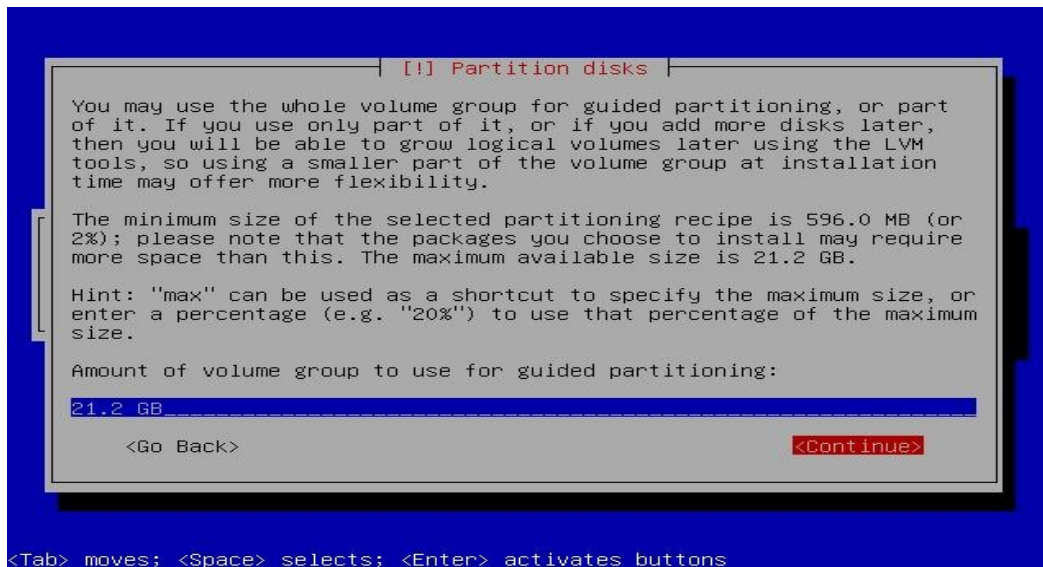 [!] Partition disks
You may use the whole volume group for guided partitioning, or part
of it. If you use only part of it, or if you add more disks later,
then you will be able to grow logical volumes later using the LVM
tools, so using a smaller part of the volume group at installation
time may offer more flexibility.
The minimum size of the selected partitioning recipe is 596.0 MB (or
2%); please note that the packages you choose to install may require
more space than this. The maximum available size is 21.2 GB.
Hint: "max" can be used as a shortcut to specify the maximum size, or
enter a percentage (e.g. "20%") to use that percentage of the maximum
size.
Amount of volume group to use for guided partitioning:
21.2 GB
<Go Back> <Continue>
<Tab> moves; <Space> selects; <Enter> activates buttons